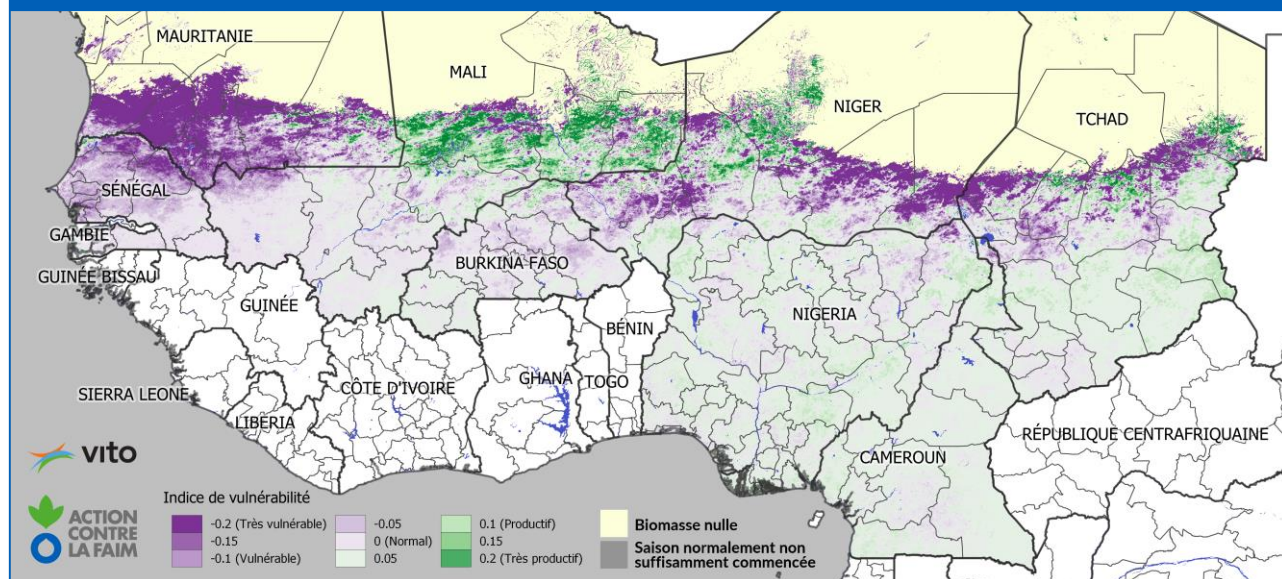 MAURITANIE
MALI
NIGER
TCHAD
SÉNÉGAL
GAMBIE
GUINÉE BISSAU
BURKINA FASO
GUINÉE
BÉNIN
NIGERIA
SIERRA LEONE
CÔTE D'IVOIRE
GHANA
TOGO
LIBÉRIA
RÉPUBLIQUE CENTRAFRIQUAINE
CAMEROUN
vito
ACTION
CONTRE
LA FAIM
Indice de vulnérabilité
-0.2 (Très vulnérable)
-0.15
-0.1 (Vulnérable)
-0.05
0 (Normal)
0.05
0.1 (Productif)
0.15
0.2 (Très productif)
Biomasse nulle
Saison normalement non
suffisamment commencée